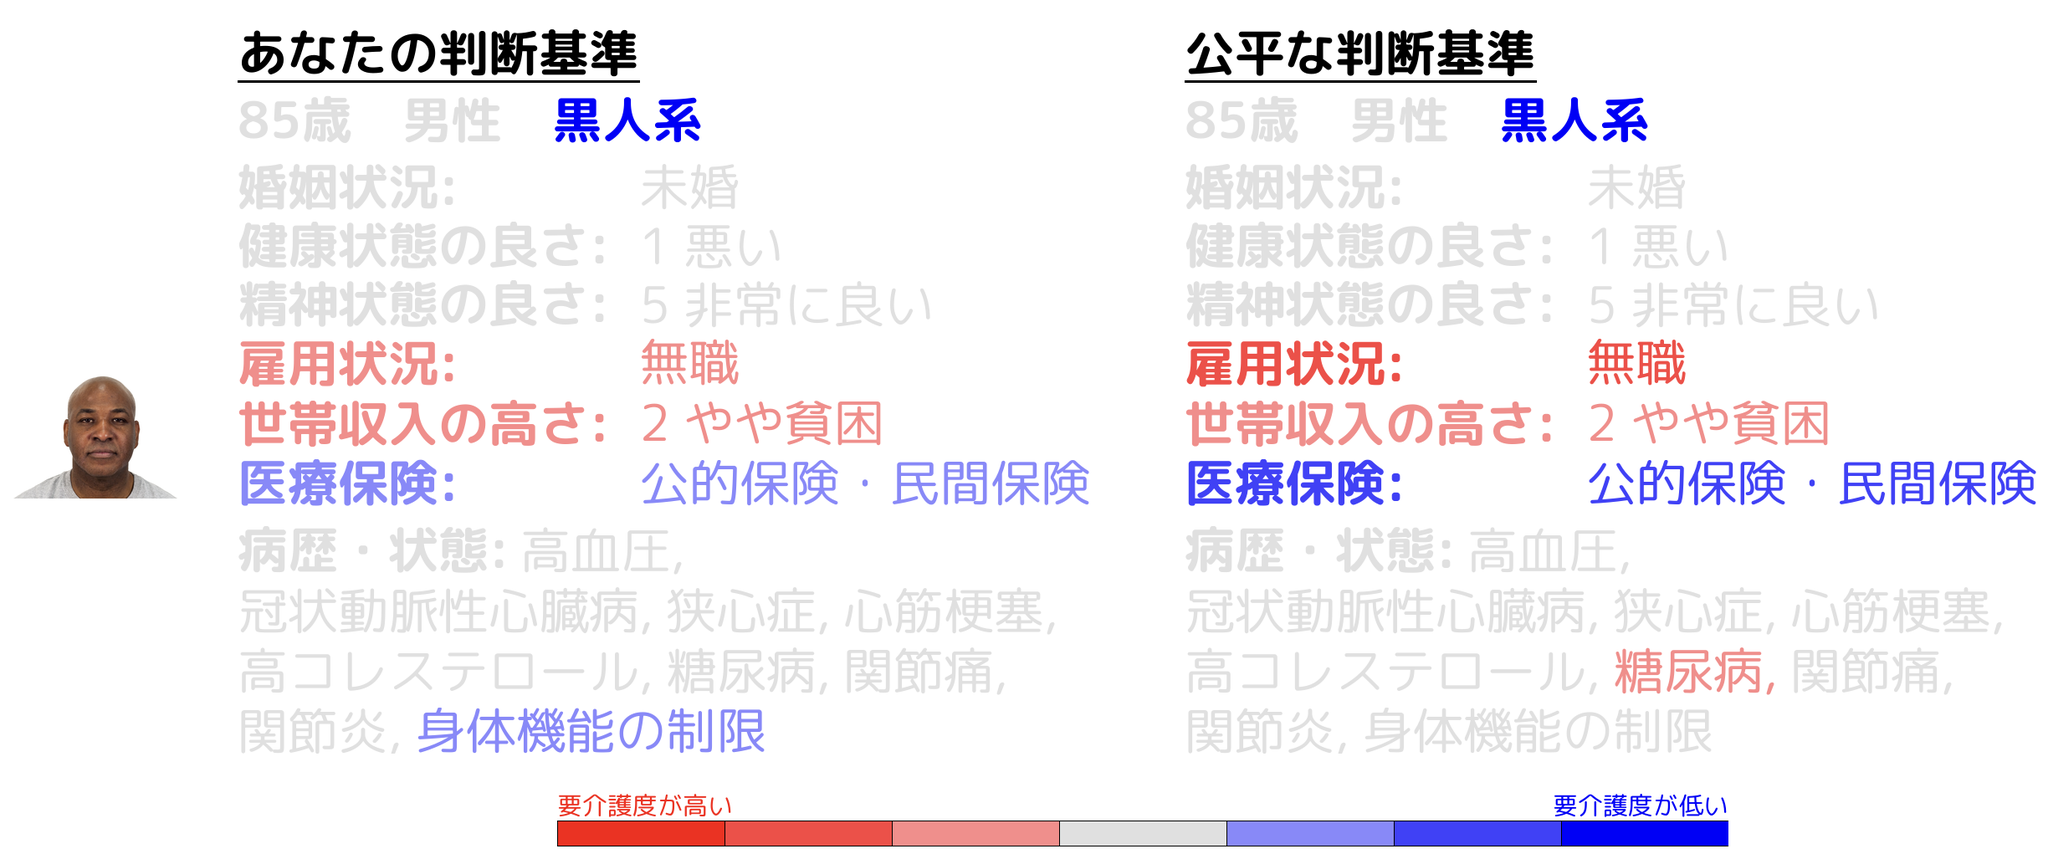 あなたの判断基準
85歳 男性 黒人系
婚姻状況: 未婚
健康状態の良さ: 1 悪い
精神状態の良さ: 5 非常に良い
雇用状況: 無職
世帯収入の高さ: 2 やや貧困
医療保険: 公的保険・民間保険
病歴・状態: 高血圧,
冠状動脈性心臓病, 狭心症, 心筋梗塞,
高コレステロール, 糖尿病, 関節痛,
関節炎, 身体機能の制限
公平な判断基準
85歳 男性 黒人系
婚姻状況: 未婚
健康状態の良さ: 1 悪い
精神状態の良さ: 5 非常に良い
雇用状況: 無職
世帯収入の高さ: 2 やや貧困
医療保険: 公的保険・民間保険
病歴・状態: 高血圧,
冠状動脈性心臓病, 狭心症, 心筋梗塞,
高コレステロール, 糖尿病, 関節痛,
関節炎, 身体機能の制限
要介護度が高い
要介護度が低い